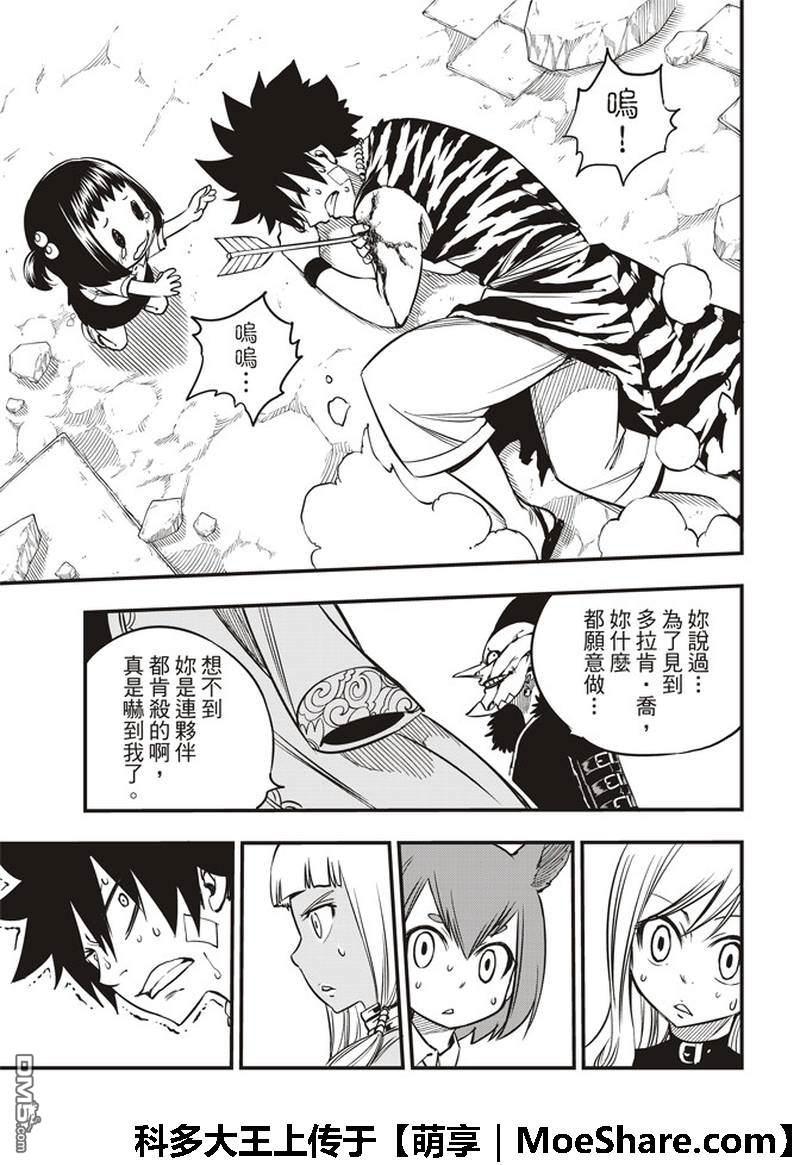 嗚！
嗚嗚…
妳說過…
為了見到
多拉肯．喬，
妳什麼
都願意做…
想不到
妳是連夥伴
都肯殺的啊，
真是嚇到我了。
DM5.com
科多大王上传于【萌享 | MoeShare.com】